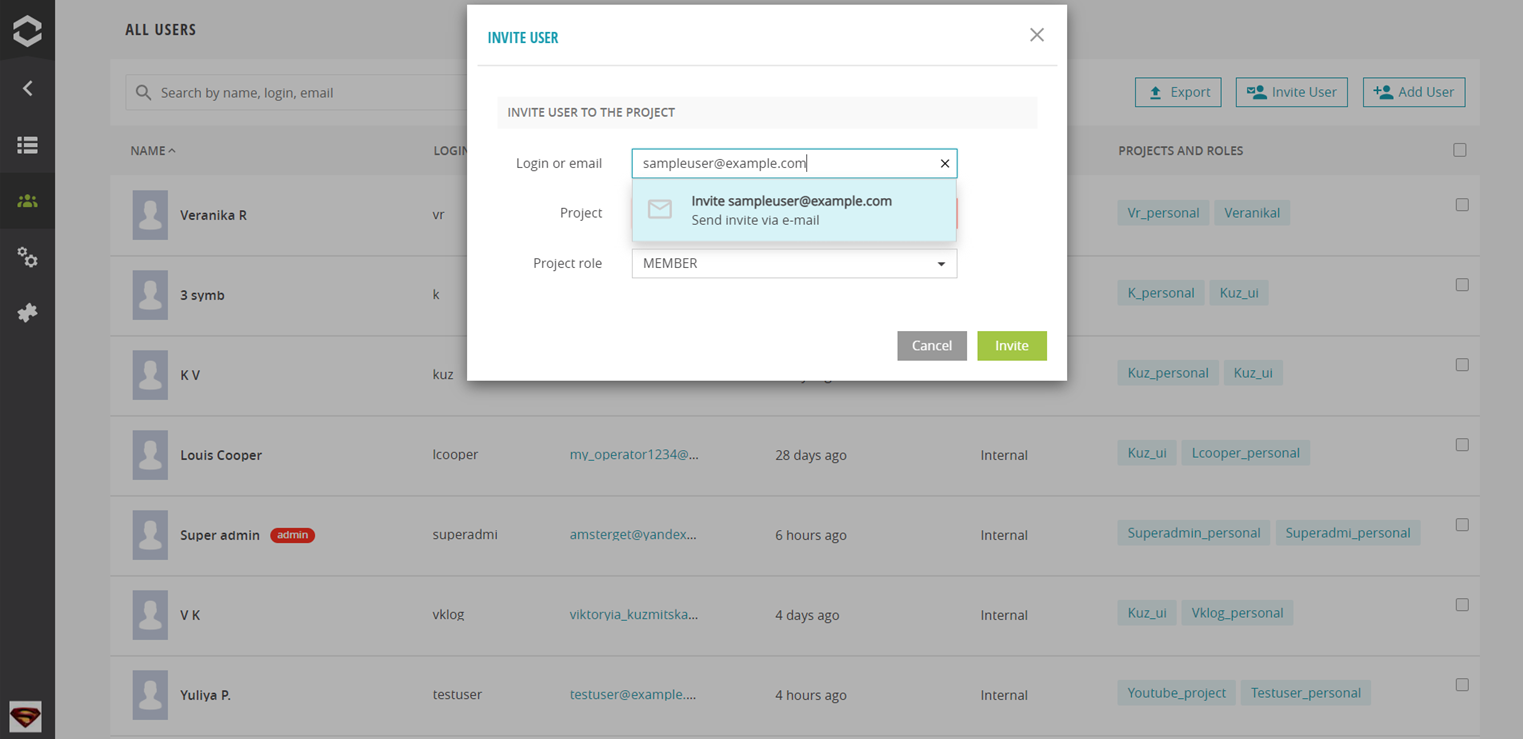 ALL USERS
Search by name, login, email
Export
Invite User
Add User
NAME
LOGIN
PROJECTS AND ROLES
Veranika R
vr
Vr_personal
Veranikal
3 symb
k
K_personal
Kuz_ui
K V
kuz
Kuz_personal
Kuz_ui
Louis Cooper
lcooper
my_operator1234@...
28 days ago
Internal
Kuz_ui
Lcooper_personal
Super admin
admin
superadmi
amsterget@yandex...
6 hours ago
Internal
Superadmin_personal
Superadmi_personal
V K
vklog
viktoryia_kuzmitska...
4 days ago
Internal
Kuz_ui
Vklog_personal
Yuliya P.
testuser
testuser@example....
4 hours ago
Internal
Youtube_project
Testuser_personal
INVITE USER
INVITE USER TO THE PROJECT
Login or email
sampleuser@example.com
Invite sampleuser@example.com
Send invite via e-mail
Project
Project role
MEMBER
Cancel
Invite